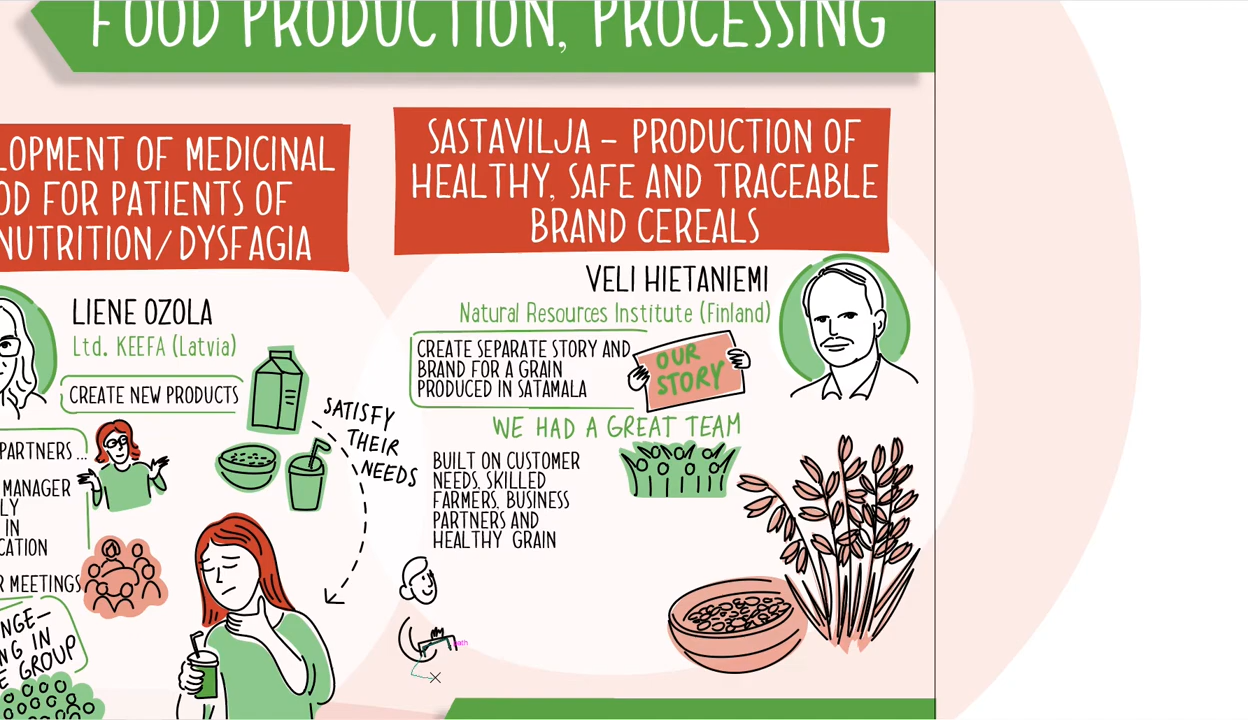 FOOD PRODUCTION, PROCESSING
LOPMENT OF MEDICINAL
OD FOR PATIENTS OF
NUTRITION/DYSFAGIA
LIENE OZOLA
Ltd. KEEFA (Latvia)
CREATE NEW PRODUCTS
SATISFY
THEIR
NEEDS
PARTNERS...
MANAGER
LY
IN
CATION
R MEETINGS
NGE-
NG IN
E GROUP
SASTAVILJA – PRODUCTION OF
HEALTHY, SAFE AND TRACEABLE
BRAND CEREALS
VELI HIETANIEMI
Natural Resources Institute (Finland)
CREATE SEPARATE STORY AND
BRAND FOR A GRAIN
PRODUCED IN SATAMALA
OUR
STORY
WE HAD A GREAT TEAM
BUILT ON CUSTOMER
NEEDS, SKILLED
FARMERS, BUSINESS
PARTNERS AND
HEALTHY GRAIN
path